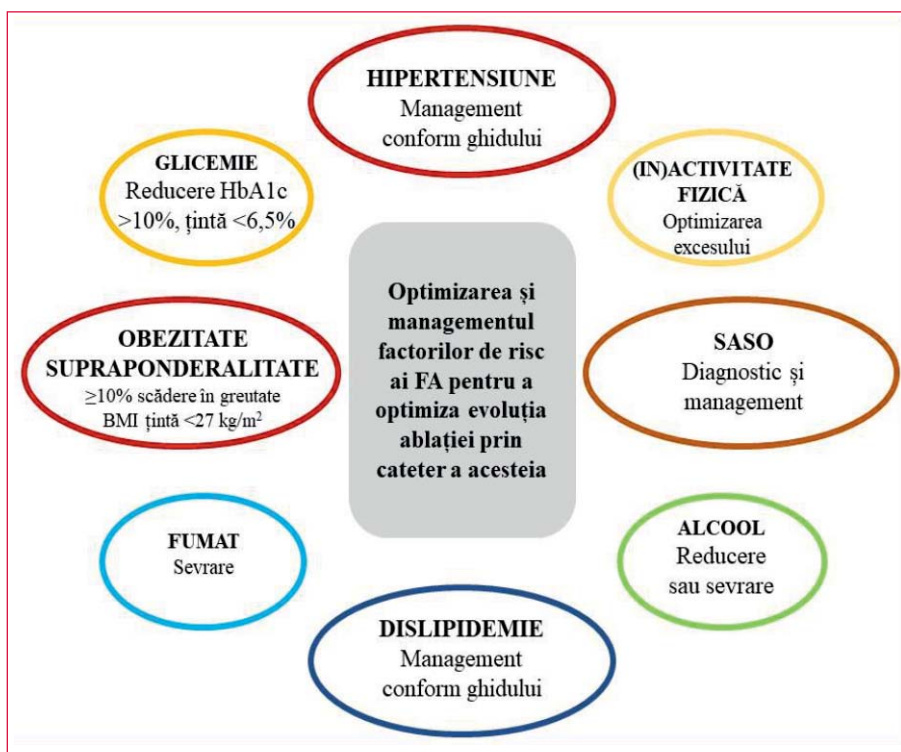 HIPERTENSIUNE
Management
conform ghidului
GLICEMIE
Reducere HbA1c
>10%, țintă <6,5%
(IN)ACTIVITATE
FIZICĂ
Optimizarea
excesului
Optimizarea și
managementul
factorilor de risc
ai FA pentru a
optimiza evoluția
ablației prin
cateter a acesteia
OBEZITATE
SUPRAPONDERALITATE
≥10% scădere în greutate
BMI țintă <27 kg/m²
SASO
Diagnostic și
management
FUMAT
Sevrare
ALCOOL
Reducere
sau sevrare
DISLIPIDEMIE
Management
conform ghidului